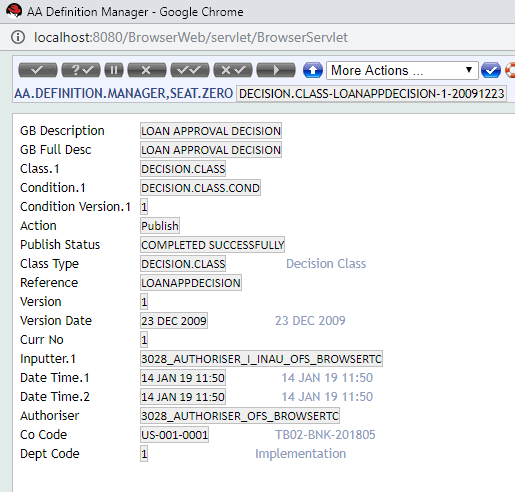 AA Definition Manager - Google Chrome
localhost:8080/BrowserWeb/servlet/BrowserServlet
? More Actions ...
AA.DEFINITION.MANAGER,SEAT.ZERO DECISION.CLASS-LOANAPPDECISION-1-20091223
GB Description LOAN APPROVAL DECISION
GB Full Desc LOAN APPROVAL DECISION
Class.1 DECISION.CLASS
Condition.1 DECISION.CLASS.COND
Condition Version.1 1
Action Publish
Publish Status COMPLETED SUCCESSFULLY
Class Type DECISION.CLASS Decision Class
Reference LOANAPPDECISION
Version 1
Version Date 23 DEC 2009 23 DEC 2009
Curr No 1
Inputter.1 3028_AUTHORISER_I_INAU_OFS_BROWSERTC
Date Time.1 14 JAN 19 11:50 14 JAN 19 11:50
Date Time.2 14 JAN 19 11:50 14 JAN 19 11:50
Authoriser 3028_AUTHORISER_OFS_BROWSERTC
Co Code US-001-0001 TB02-BNK-201805
Dept Code 1 Implementation